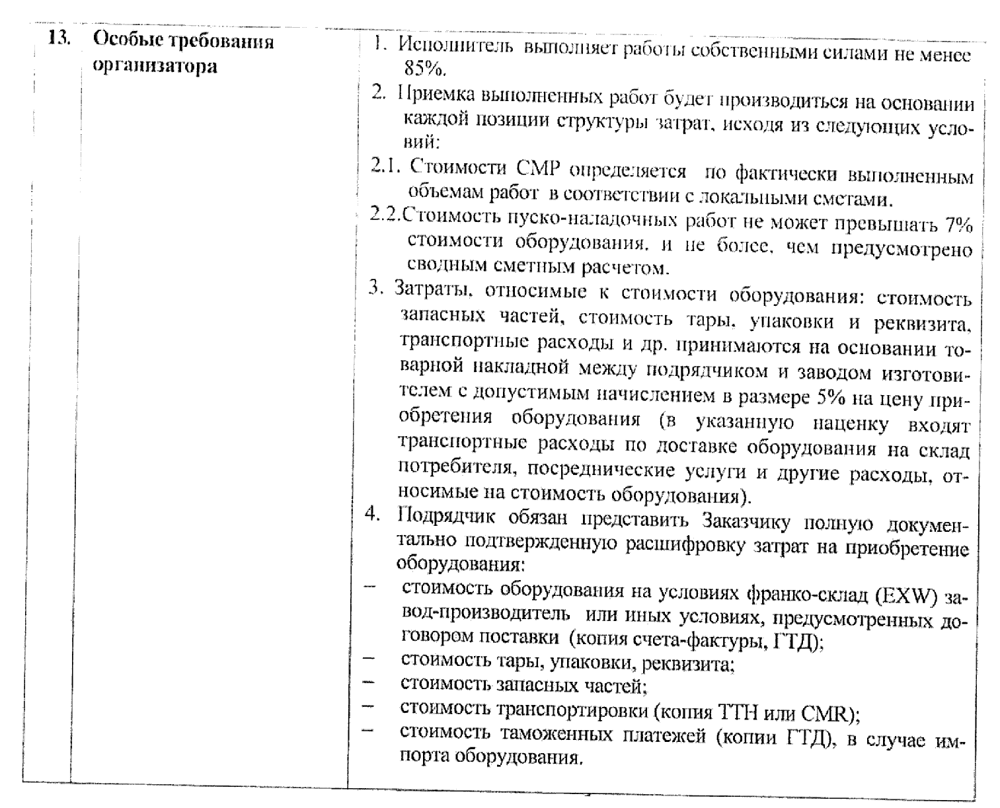 13. Особые требования
организатора
1. Исполнитель выполняет работы собственными силами не менее
85%.
2. Приемка выполненных работ будет производиться на основании
каждой позиции структуры затрат, исходя из следующих усло-
вий:
2.1. Стоимости СМР определяется по фактически выполненным
объемам работ в соответствии с локальными сметами.
2.2.Стоимость пуско-наладочных работ не может превышать 7%
стоимости оборудования, и не более, чем предусмотрено
сводным сметным расчетом.
3. Затраты, относимые к стоимости оборудования: стоимость
запасных частей, стоимость тары, упаковки и реквизита,
транспортные расходы и др. принимаются на основании то-
варной накладной между подрядчиком и заводом изготови-
телем с допустимым начислением в размере 5% на цену при-
обретения оборудования (в указанную наценку входят
транспортные расходы по доставке оборудования на склад
потребителя, посреднические услуги и другие расходы, от-
носимые на стоимость оборудования).
4. Подрядчик обязан представить Заказчику полную докумен-
тально подтвержденную расшифровку затрат на приобретение
оборудования:
– стоимость оборудования на условиях франко-склад (EXW) за-
вод-производитель или иных условиях, предусмотренных до-
говором поставки (копия счета-фактуры, ГТД);
– стоимость тары, упаковки, реквизита;
– стоимость запасных частей;
– стоимость транспортировки (копия ТТН или CMR);
– стоимость таможенных платежей (копии ГТД), в случае им-
порта оборудования.